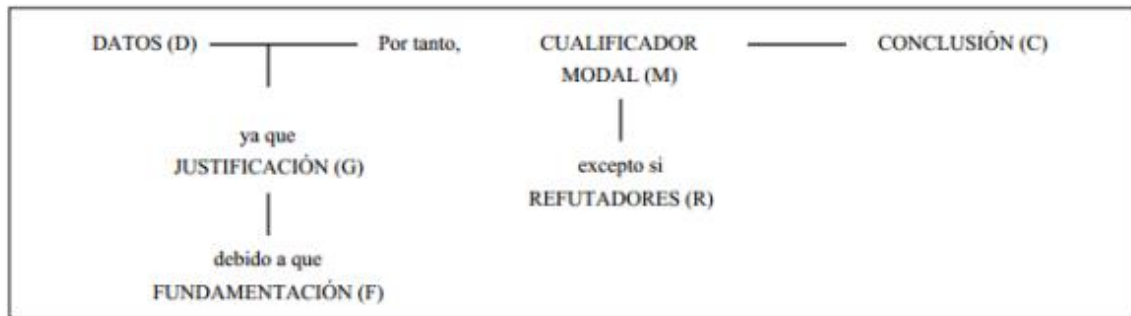 DATOS (D) Por tanto, CUALIFICADOR CONCLUSIÓN (C)
MODAL (M)
ya que
JUSTIFICACIÓN (G)
excepto si
REFUTADORES (R)
debido a que
FUNDAMENTACIÓN (F)